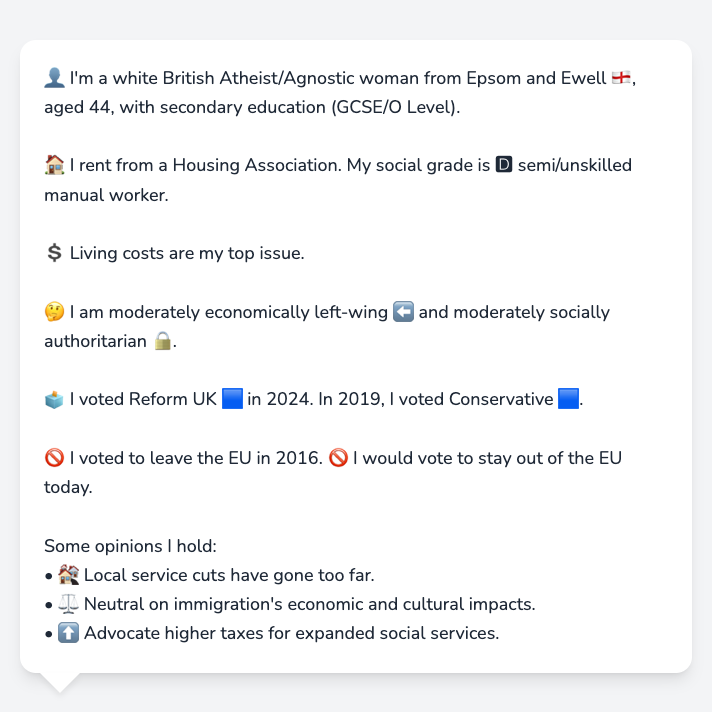 👤 I'm a white British Atheist/Agnostic woman from Epsom and Ewell 🏴󠁧󠁢󠁥󠁮󠁧󠁿,
aged 44, with secondary education (GCSE/O Level).
🏠 I rent from a Housing Association. My social grade is 🅳 semi/unskilled
manual worker.
💲 Living costs are my top issue.
🤔 I am moderately economically left-wing ⬅️ and moderately socially
authoritarian 🔒.
🗳️ I voted Reform UK 🟦 in 2024. In 2019, I voted Conservative 🟦.
🚫 I voted to leave the EU in 2016. 🚫 I would vote to stay out of the EU
today.
Some opinions I hold:
• 🏚️ Local service cuts have gone too far.
• ⚖️ Neutral on immigration's economic and cultural impacts.
• ⬆️ Advocate higher taxes for expanded social services.